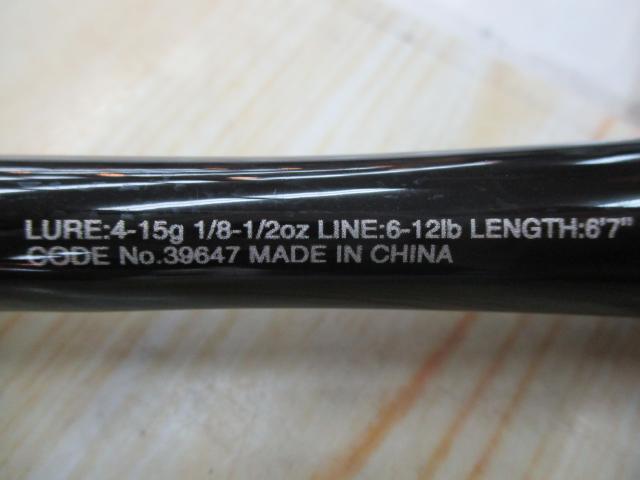 LURE:4-15g 1/8-1/2oz LINE:6-12lb LENGTH:6'7"
CODE No.39647 MADE IN CHINA